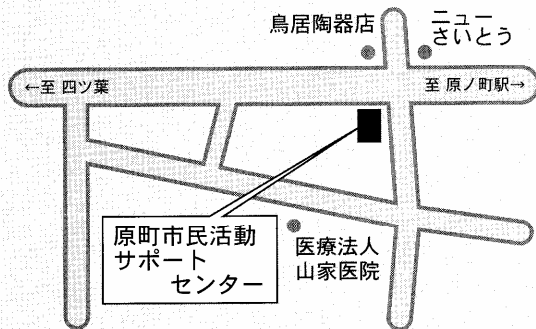 鳥居陶器店
ニュー
さいとう
←至 四ツ葉
至 原ノ町駅→
原町市民活動
サポート
センター
医療法人
山家医院